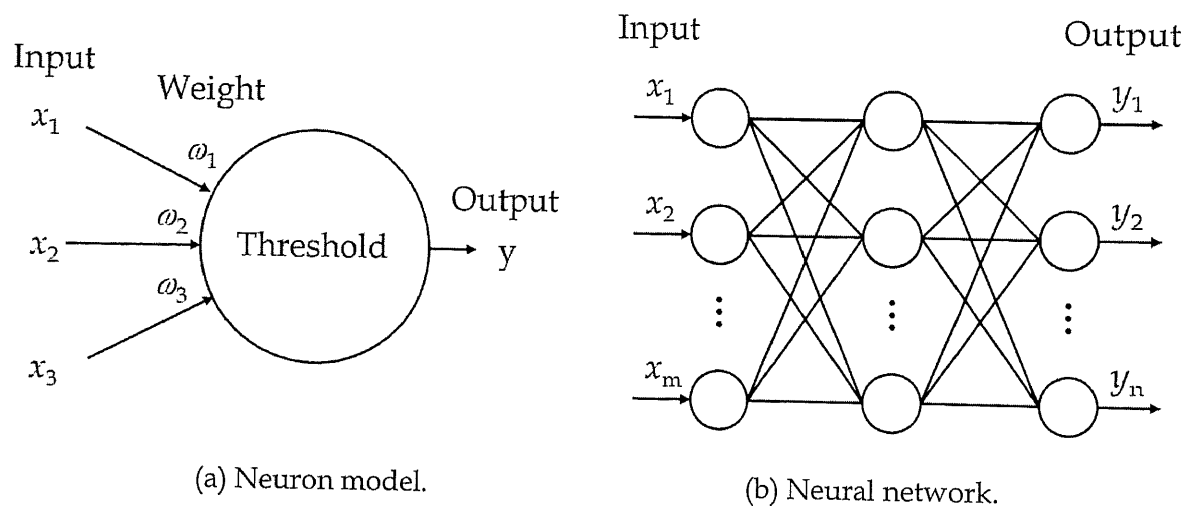 Input
Weight
x₁
ω₁
x₂
ω₂
Threshold
Output
y
ω₃
x₃
(a) Neuron model.
Input
Output
x₁
y₁
x₂
y₂
⋮ ⋮ ⋮
xₘ
yₙ
(b) Neural network.